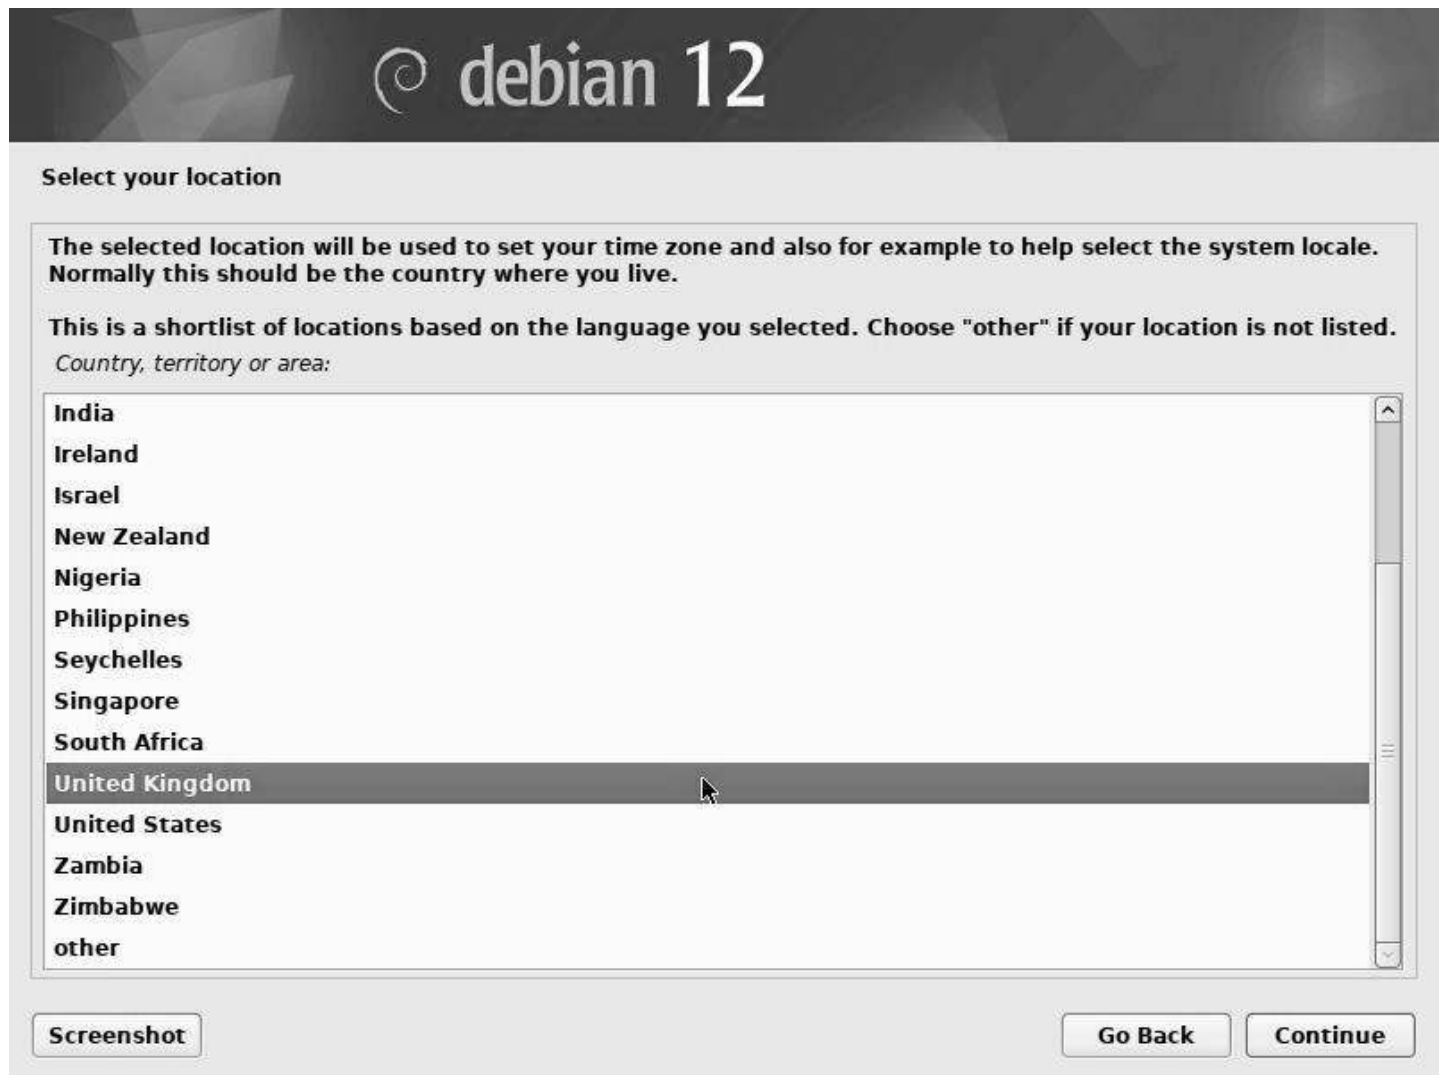 debian 12
Select your location
The selected location will be used to set your time zone and also for example to help select the system locale.
Normally this should be the country where you live.
This is a shortlist of locations based on the language you selected. Choose "other" if your location is not listed.
Country, territory or area:
India
Ireland
Israel
New Zealand
Nigeria
Philippines
Seychelles
Singapore
South Africa
United Kingdom
United States
Zambia
Zimbabwe
other
Screenshot
Go Back
Continue